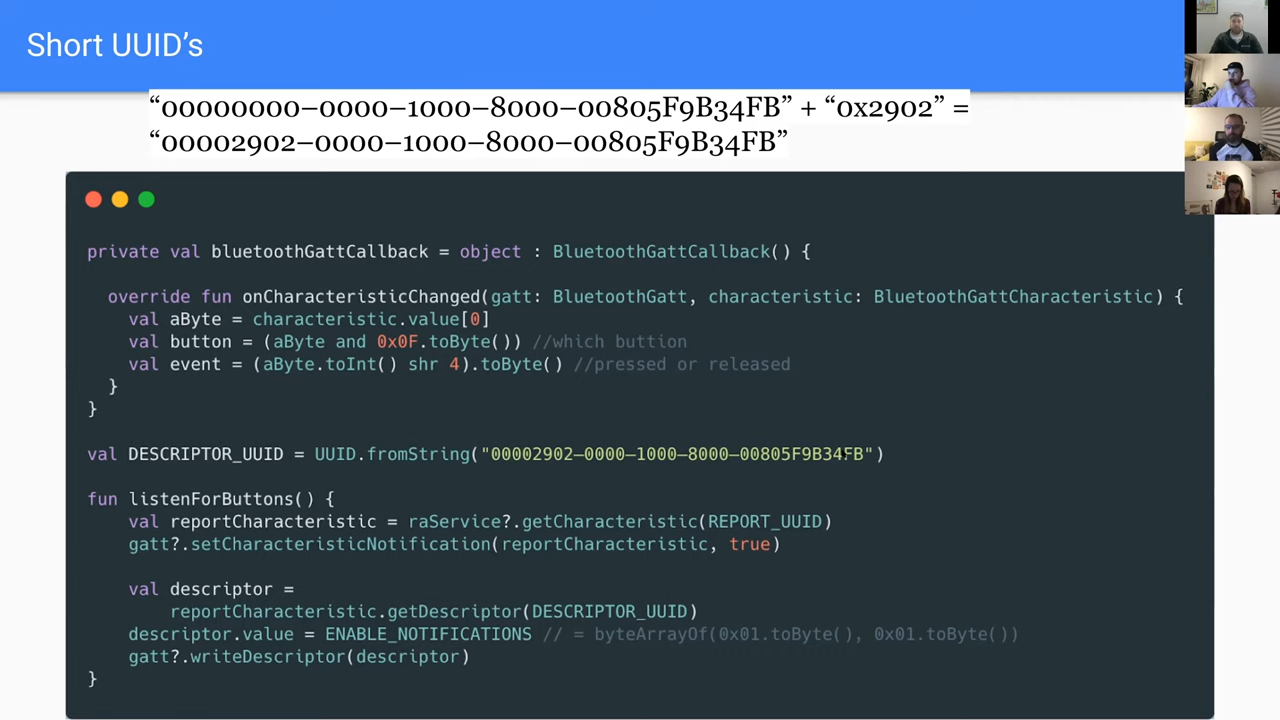 Short UUID’s
“00000000–0000–1000–8000–00805F9B34FB” + “0x2902” =
“00002902–0000–1000–8000–00805F9B34FB”
private val bluetoothGattCallback = object : BluetoothGattCallback() {
override fun onCharacteristicChanged(gatt: BluetoothGatt, characteristic: BluetoothGattCharacteristic) {
val aByte = characteristic.value[0]
val button = (aByte and 0x0F.toByte()) //which buttion
val event = (aByte.toInt() shr 4).toByte() //pressed or released
}
}
val DESCRIPTOR_UUID = UUID.fromString("00002902–0000–1000–8000–00805F9B34FB")
fun listenForButtons() {
val reportCharacteristic = raService?.getCharacteristic(REPORT_UUID)
gatt?.setCharacteristicNotification(reportCharacteristic, true)
val descriptor =
reportCharacteristic.getDescriptor(DESCRIPTOR_UUID)
descriptor.value = ENABLE_NOTIFICATIONS // = byteArrayOf(0x01.toByte(), 0x01.toByte())
gatt?.writeDescriptor(descriptor)
}